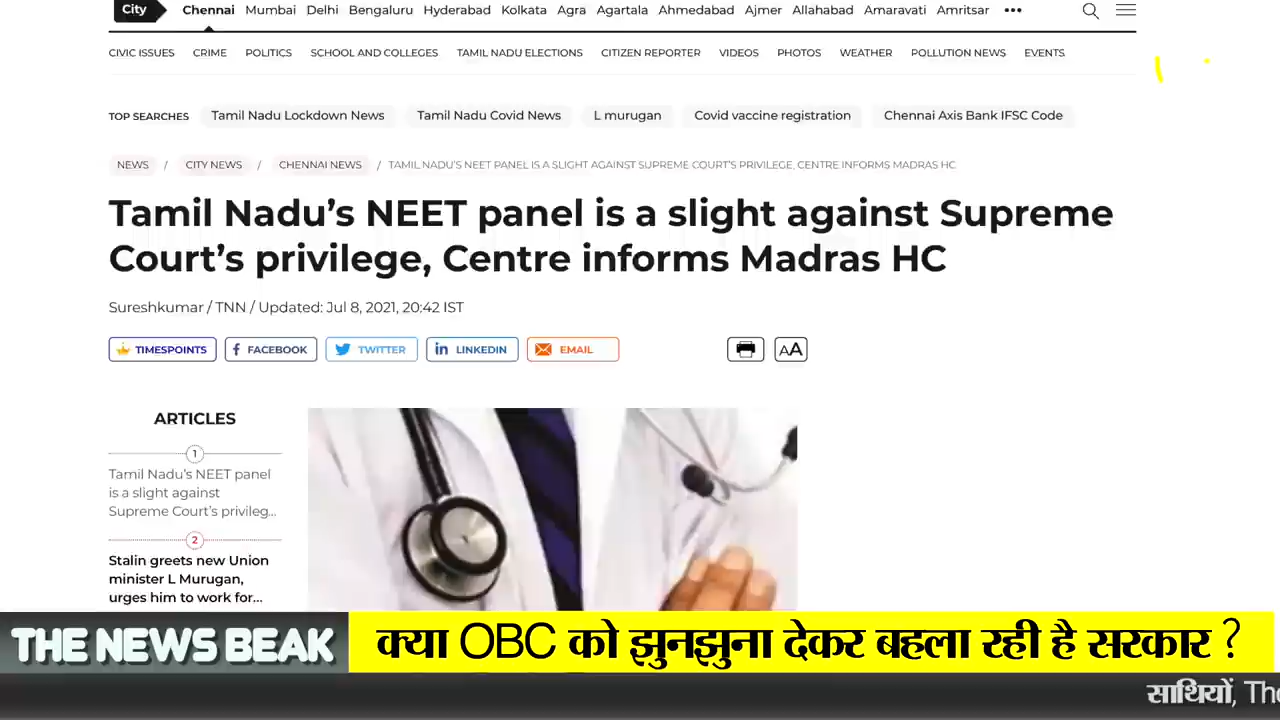 City Chennai Mumbai Delhi Bengaluru Hyderabad Kolkata Agra Agartala Ahmedabad Ajmer Allahabad Amaravati Amritsar •••
CIVIC ISSUES CRIME POLITICS SCHOOL AND COLLEGES TAMIL NADU ELECTIONS CITIZEN REPORTER VIDEOS PHOTOS WEATHER POLLUTION NEWS EVENTS
TOP SEARCHES Tamil Nadu Lockdown News Tamil Nadu Covid News L murugan Covid vaccine registration Chennai Axis Bank IFSC Code
NEWS / CITY NEWS / CHENNAI NEWS / TAMIL NADU'S NEET PANEL IS A SLIGHT AGAINST SUPREME COURT'S PRIVILEGE, CENTRE INFORMS MADRAS HC
Tamil Nadu’s NEET panel is a slight against Supreme
Court’s privilege, Centre informs Madras HC
Sureshkumar / TNN / Updated: Jul 8, 2021, 20:42 IST
TIMESPOINTS FACEBOOK TWITTER LINKEDIN EMAIL AA
ARTICLES
1
Tamil Nadu’s NEET panel
is a slight against
Supreme Court’s privileg...
2
Stalin greets new Union
minister L Murugan,
urges him to work for...
THE NEWS BEAK क्या OBC को झुनझुना देकर बहला रही है सरकार ?
साथियों, The